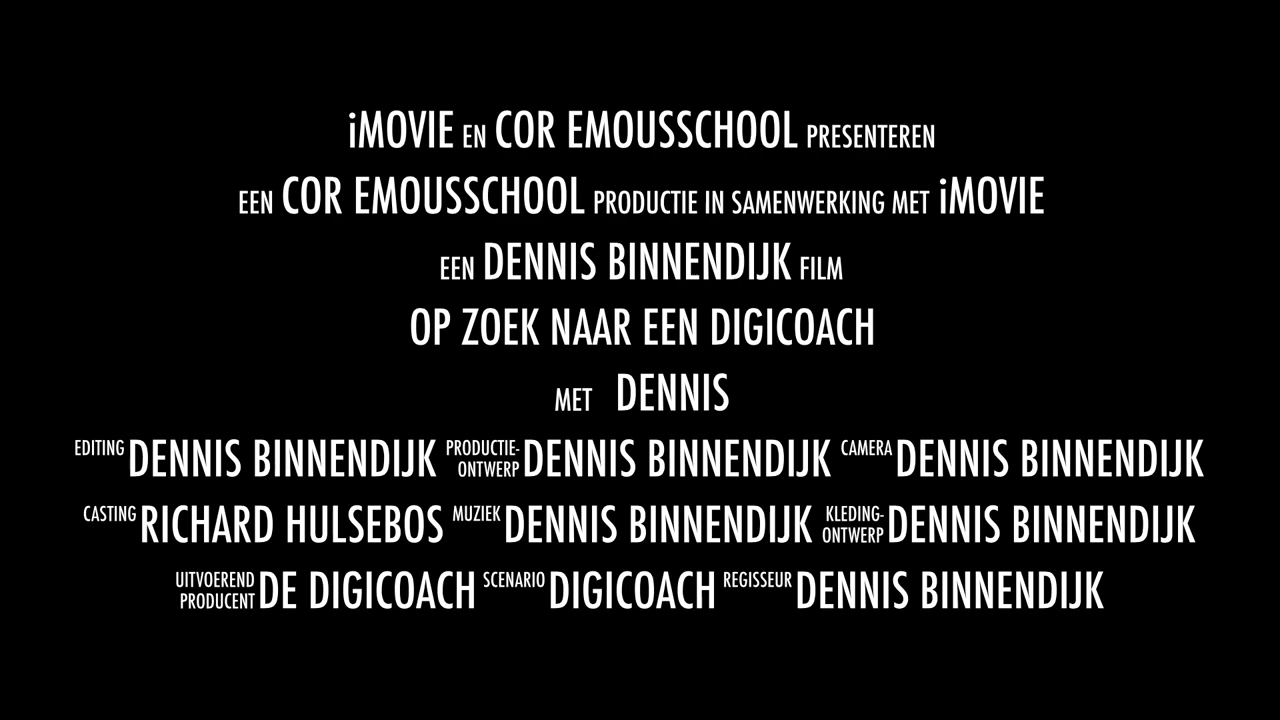 iMOVIE EN COR EMOUSSCHOOL PRESENTEREN
EEN COR EMOUSSCHOOL PRODUCTIE IN SAMENWERKING MET iMOVIE
EEN DENNIS BINNENDIJK FILM
OP ZOEK NAAR EEN DIGICOACH
MET DENNIS
EDITING DENNIS BINNENDIJK PRODUCTIE-ONTWERP DENNIS BINNENDIJK CAMERA DENNIS BINNENDIJK
CASTING RICHARD HULSEBOS MUZIEK DENNIS BINNENDIJK KLEDING-ONTWERP DENNIS BINNENDIJK
UITVOEREND PRODUCENT DE DIGICOACH SCENARIO DIGICOACH REGISSEUR DENNIS BINNENDIJK